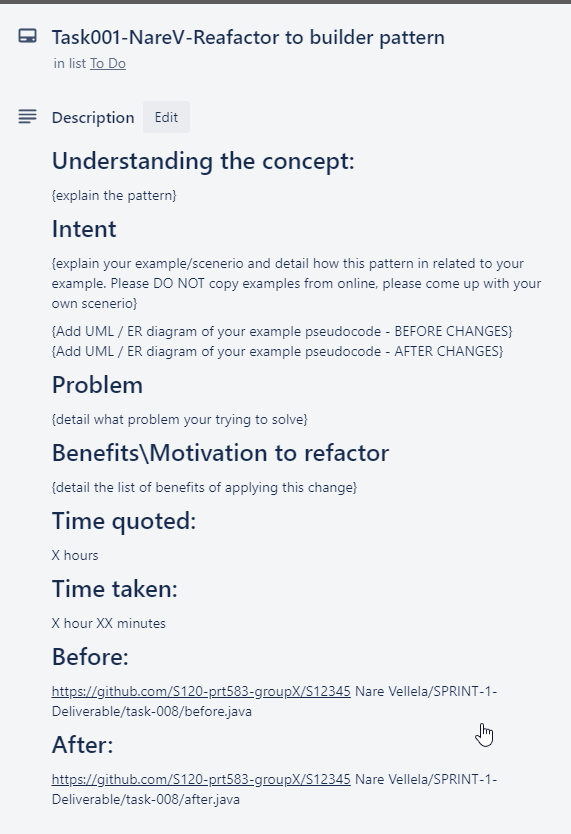 Task001-NareV-Reafactor to builder pattern
in list To Do
Description Edit
Understanding the concept:
{explain the pattern}
Intent
{explain your example/scenerio and detail how this pattern in related to your
example. Please DO NOT copy examples from online, please come up with your
own scenerio}
{Add UML / ER diagram of your example pseudocode - BEFORE CHANGES}
{Add UML / ER diagram of your example pseudocode - AFTER CHANGES}
Problem
{detail what problem your trying to solve}
Benefits\Motivation to refactor
{detail the list of benefits of applying this change}
Time quoted:
X hours
Time taken:
X hour XX minutes
Before:
https://github.com/S120-prt583-groupX/S12345 Nare Vellela/SPRINT-1-
Deliverable/task-008/before.java
After:
https://github.com/S120-prt583-groupX/S12345 Nare Vellela/SPRINT-1-
Deliverable/task-008/after.java